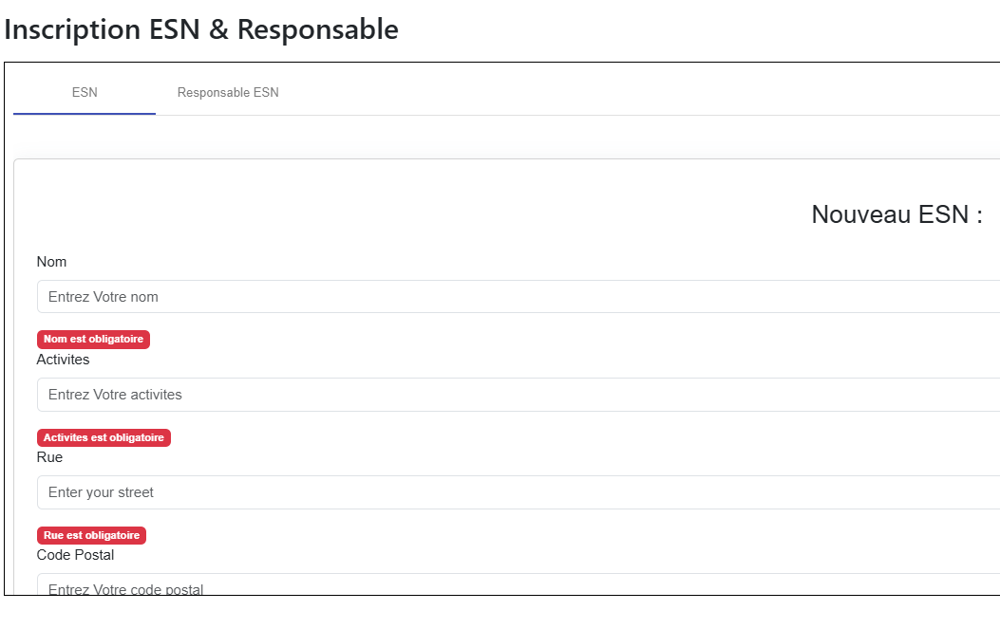 Inscription ESN & Responsable
ESN Responsable ESN
Nouveau ESN :
Nom
Entrez Votre nom
Nom est obligatoire
Activites
Entrez Votre activites
Activites est obligatoire
Rue
Enter your street
Rue est obligatoire
Code Postal
Entrez Votre code postal